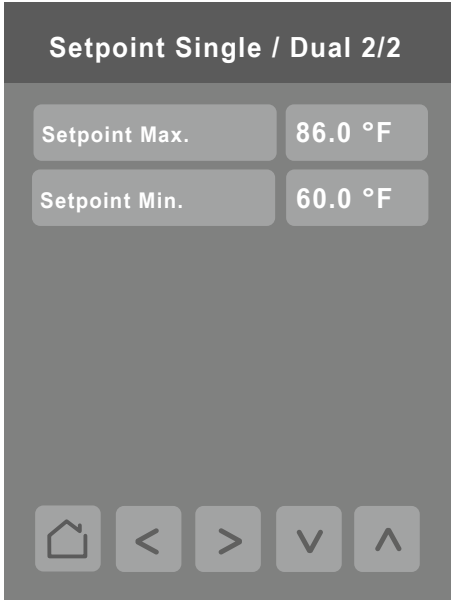 Setpoint Single / Dual 2/2
Setpoint Max. 86.0 °F
Setpoint Min. 60.0 °F
< > v ʌ